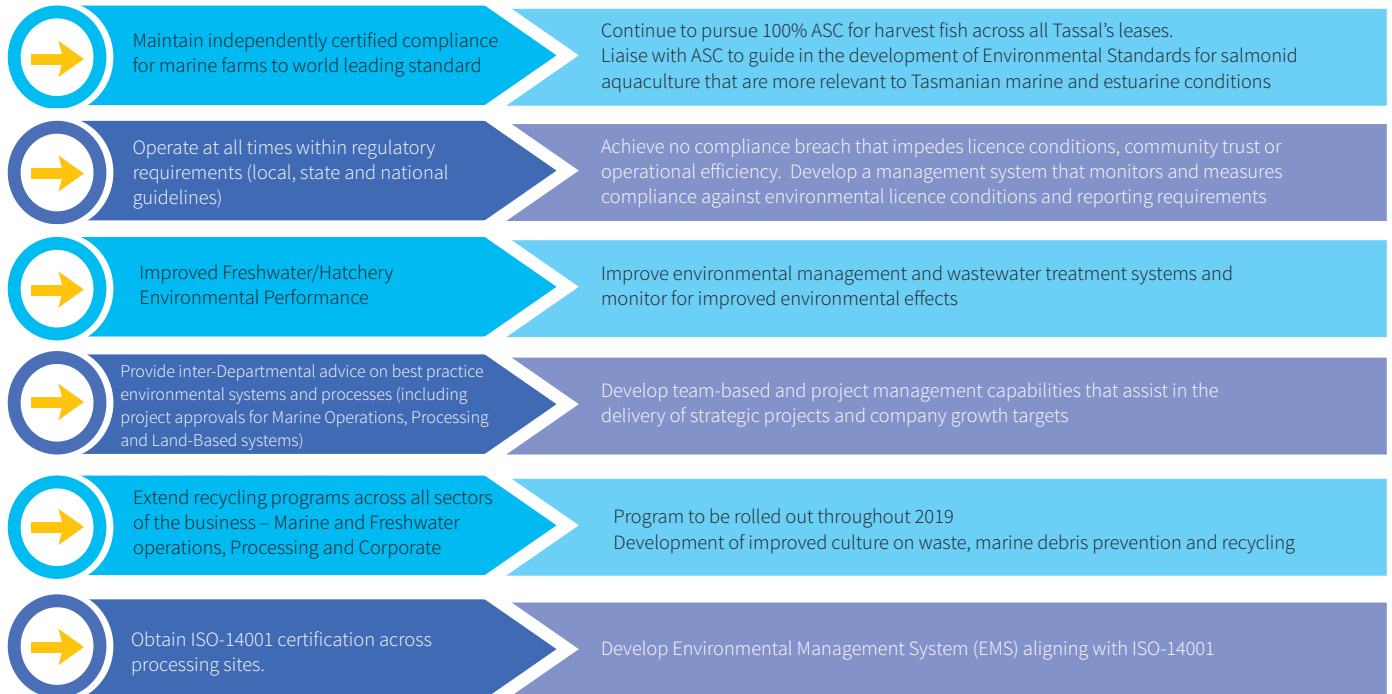 Maintain independently certified compliance
for marine farms to world leading standard
Continue to pursue 100% ASC for harvest fish across all Tassal's leases.
Liaise with ASC to guide in the development of Environmental Standards for salmonid
aquaculture that are more relevant to Tasmanian marine and estuarine conditions
Operate at all times within regulatory
requirements (local, state and national
guidelines)
Achieve no compliance breach that impedes licence conditions, community trust or
operational efficiency.  Develop a management system that monitors and measures
compliance against environmental licence conditions and reporting requirements
Improved Freshwater/Hatchery
Environmental Performance
Improve environmental management and wastewater treatment systems and
monitor for improved environmental effects
Provide inter-Departmental advice on best practice
environmental systems and processes (including
project approvals for Marine Operations, Processing
and Land-Based systems)
Develop team-based and project management capabilities that assist in the
delivery of strategic projects and company growth targets
Extend recycling programs across all sectors
of the business – Marine and Freshwater
operations, Processing and Corporate
Program to be rolled out throughout 2019
Development of improved culture on waste, marine debris prevention and recycling
Obtain ISO-14001 certification across
processing sites.
Develop Environmental Management System (EMS) aligning with ISO-14001